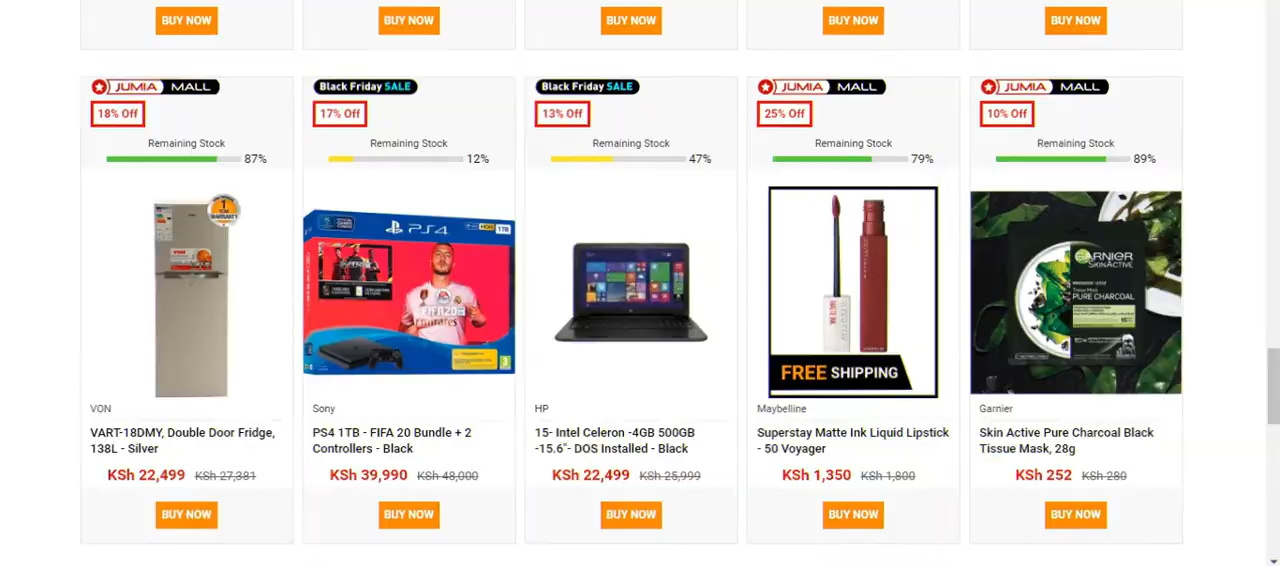 BUY NOW
BUY NOW
BUY NOW
BUY NOW
BUY NOW
JUMIA MALL
18% Off
Remaining Stock
87%
1 YEAR WARRANTY
VON
VON
VART-18DMY, Double Door Fridge,
138L - Silver
KSh 22,499 KSh 27,381
BUY NOW
Black Friday SALE
17% Off
Remaining Stock
12%
PS4
HDR 1TB
FIFA20
Sony
PS4 1TB - FIFA 20 Bundle + 2
Controllers - Black
KSh 39,990 KSh 48,000
BUY NOW
Black Friday SALE
13% Off
Remaining Stock
47%
HP
15- Intel Celeron -4GB 500GB
-15.6"- DOS Installed - Black
KSh 22,499 KSh 25,999
BUY NOW
JUMIA MALL
25% Off
Remaining Stock
79%
FREE SHIPPING
Maybelline
Superstay Matte Ink Liquid Lipstick
- 50 Voyager
KSh 1,350 KSh 1,800
BUY NOW
JUMIA MALL
10% Off
Remaining Stock
89%
GARNIER
SKINACTIVE
PURE CHARCOAL
Garnier
Skin Active Pure Charcoal Black
Tissue Mask, 28g
KSh 252 KSh 280
BUY NOW